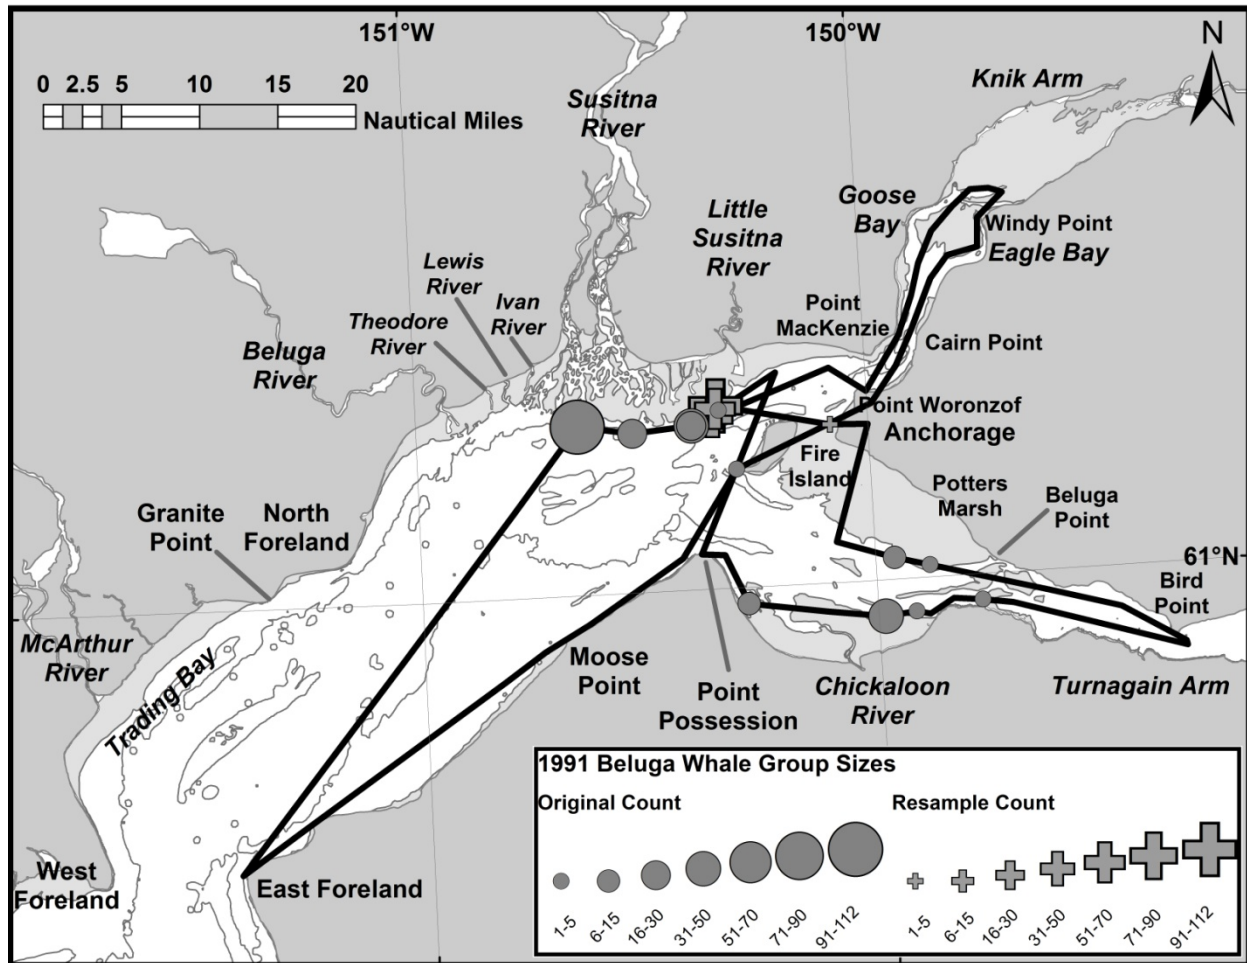 151°W
150°W
N
0 2.5 5 10 15 20
Nautical Miles
Knik Arm
Susitna
River
Goose
Bay
Windy Point
Eagle Bay
Little
Susitna
River
Lewis
River
Ivan
River
Theodore
River
Point
MacKenzie
Cairn Point
Beluga
River
Point Woronzof
Anchorage
Fire
Island
Potters
Marsh
Beluga
Point
Granite
Point
North
Foreland
61°N
Bird
Point
McArthur
River
Moose
Point
Trading Bay
Point
Possession
Chickaloon
River
Turnagain Arm
West
Foreland
East Foreland
1991 Beluga Whale Group Sizes
Original Count
Resample Count
1-5 6-15 16-30 31-50 51-70 71-90 91-112
1-5 6-15 16-30 31-50 51-70 71-90 91-112